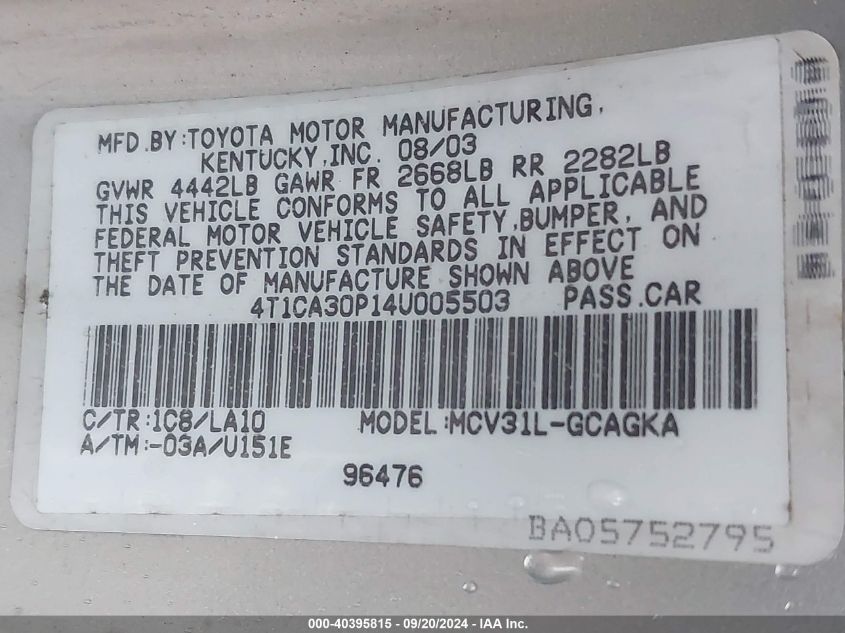 MFD.BY:TOYOTA MOTOR MANUFACTURING,
KENTUCKY,INC. 08/03
GVWR 4442LB GAWR FR 2668LB RR 2282LB
THIS VEHICLE CONFORMS TO ALL APPLICABLE
FEDERAL MOTOR VEHICLE SAFETY,BUMPER, AND
THEFT PREVENTION STANDARDS IN EFFECT ON
THE DATE OF MANUFACTURE SHOWN ABOVE
4T1CA30P14U005503 PASS.CAR
C/TR:1C8/LA10 MODEL:MCV31L-GCAGKA
A/TM:-03A/U151E
96476
BA05752795
000-40395815 - 09/20/2024 - IAA Inc.